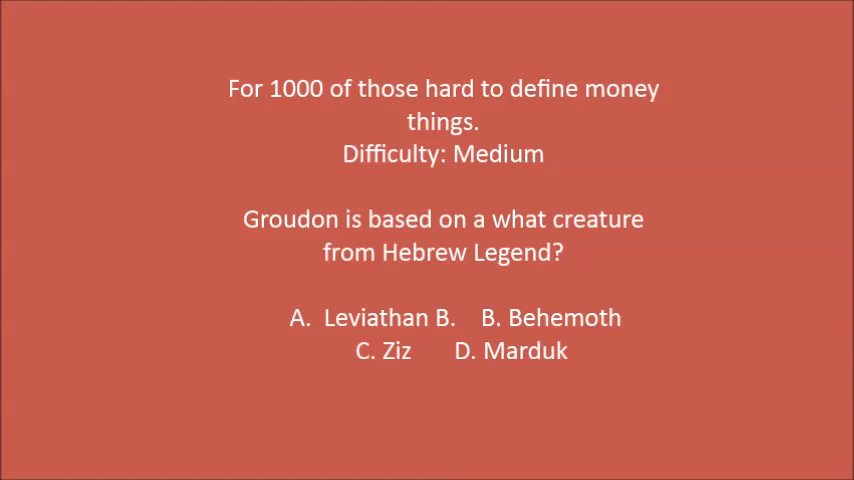 For 1000 of those hard to define money
things.
Difficulty: Medium
Groudon is based on a what creature
from Hebrew Legend?
A. Leviathan B. B. Behemoth
C. Ziz D. Marduk